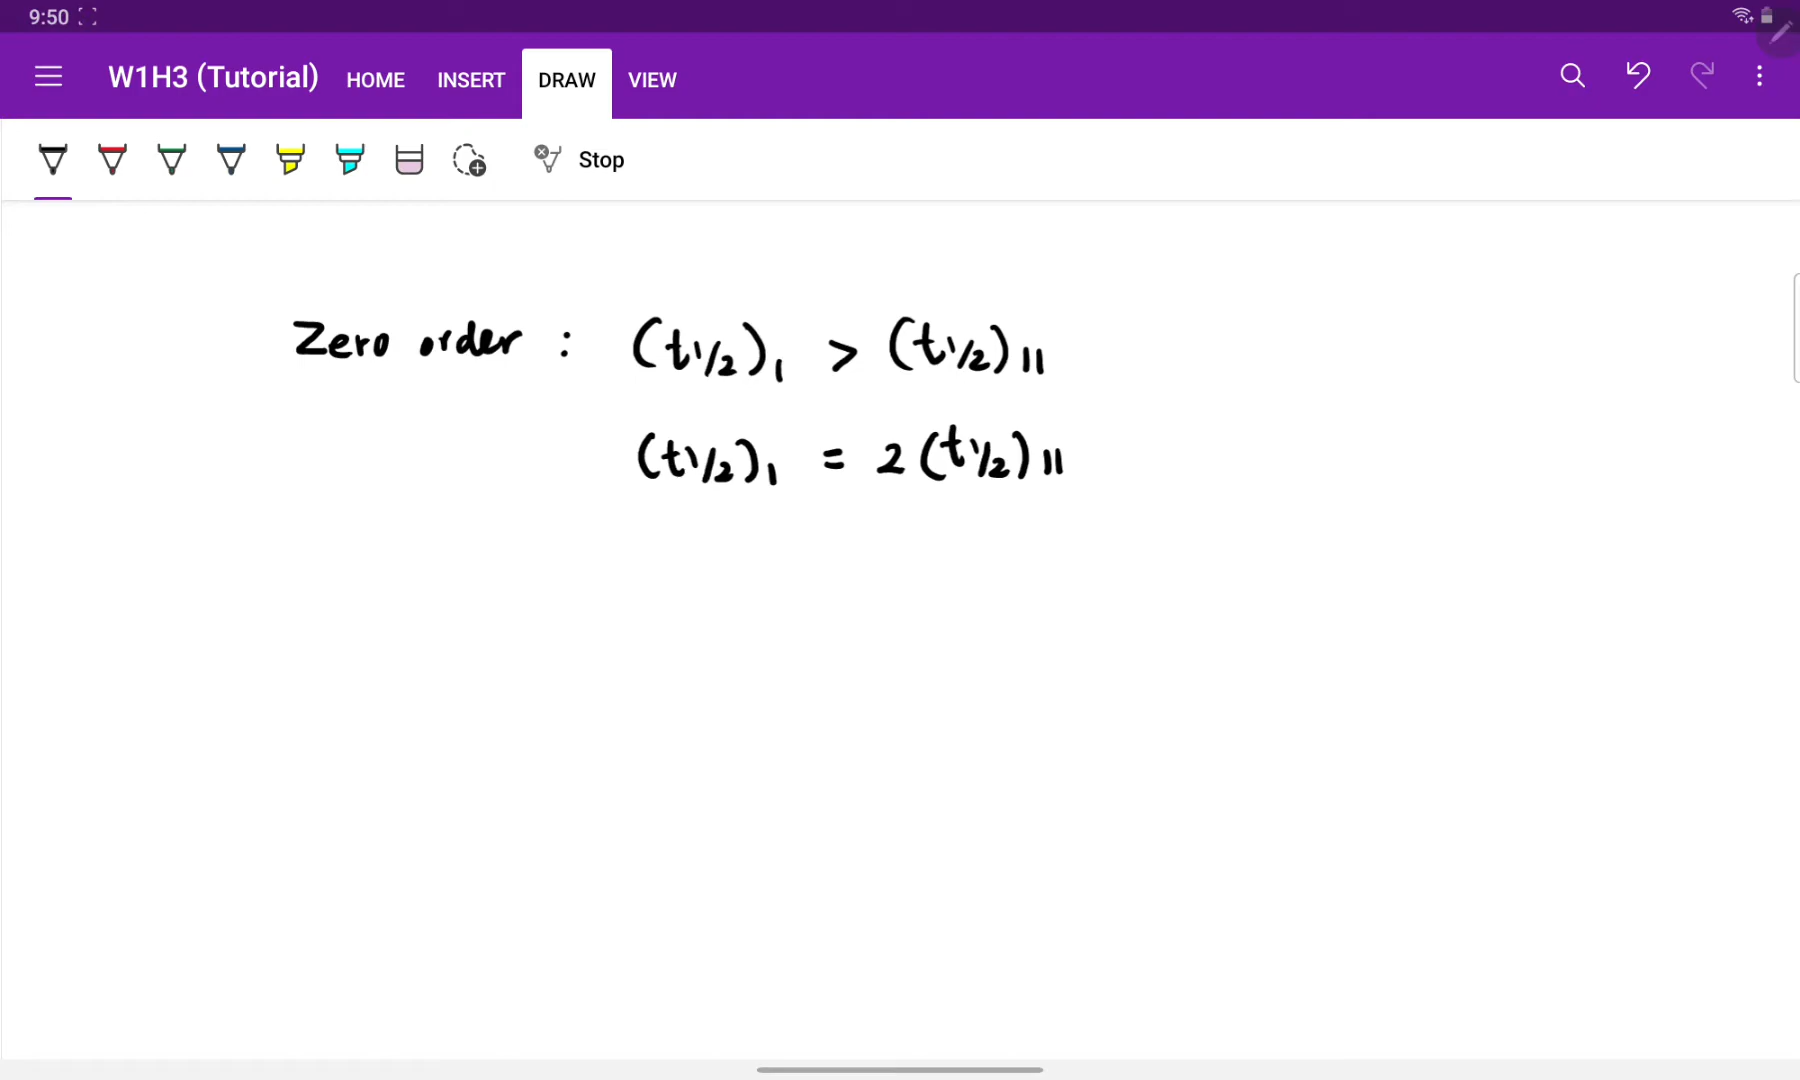 9:50
W1H3 (Tutorial) HOME INSERT DRAW VIEW
Stop
Zero order : (t1/2)I > (t1/2)II
(t1/2)I = 2 (t1/2)II